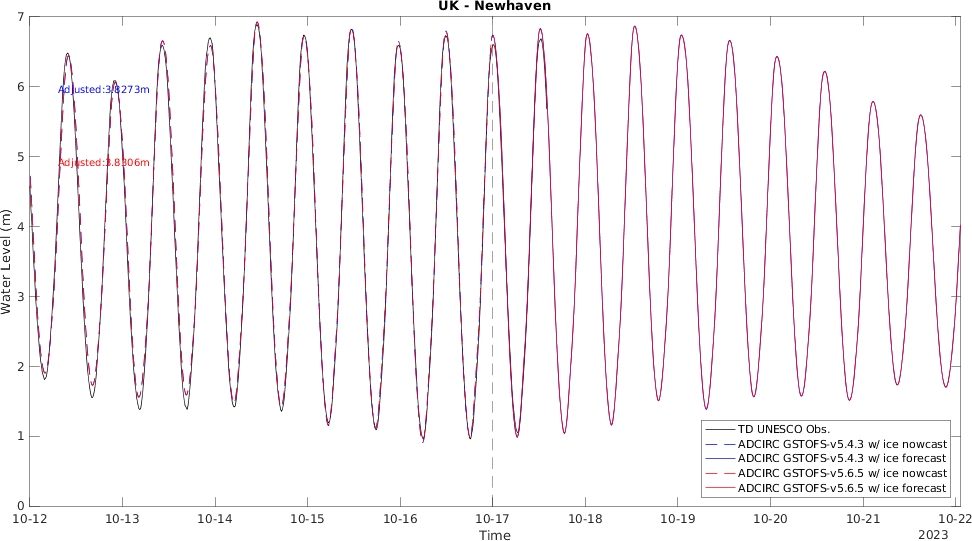 UK - Newhaven
7
6
5
4
3
2
1
0
Water Level (m)
Adjusted:3.8273m
Adjusted:3.8306m
TD UNESCO Obs.
ADCIRC GSTOFS-v5.4.3 w/ ice nowcast
ADCIRC GSTOFS-v5.4.3 w/ ice forecast
ADCIRC GSTOFS-v5.6.5 w/ ice nowcast
ADCIRC GSTOFS-v5.6.5 w/ ice forecast
10-12 10-13 10-14 10-15 10-16 10-17 10-18 10-19 10-20 10-21 10-22
Time
2023